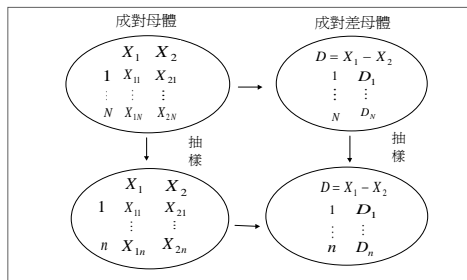 成對母體 成對差母體
X₁ X₂
1 X₁₁ X₂₁
⋮ ⋮ ⋮
N X₁N X₂N
D = X₁ − X₂
1 D₁
⋮ ⋮
N D_N
抽樣
抽樣
X₁ X₂
1 X₁₁ X₂₁
⋮ ⋮
n X₁ₙ X₂ₙ
D = X₁ − X₂
1 D₁
⋮ ⋮
n Dₙ